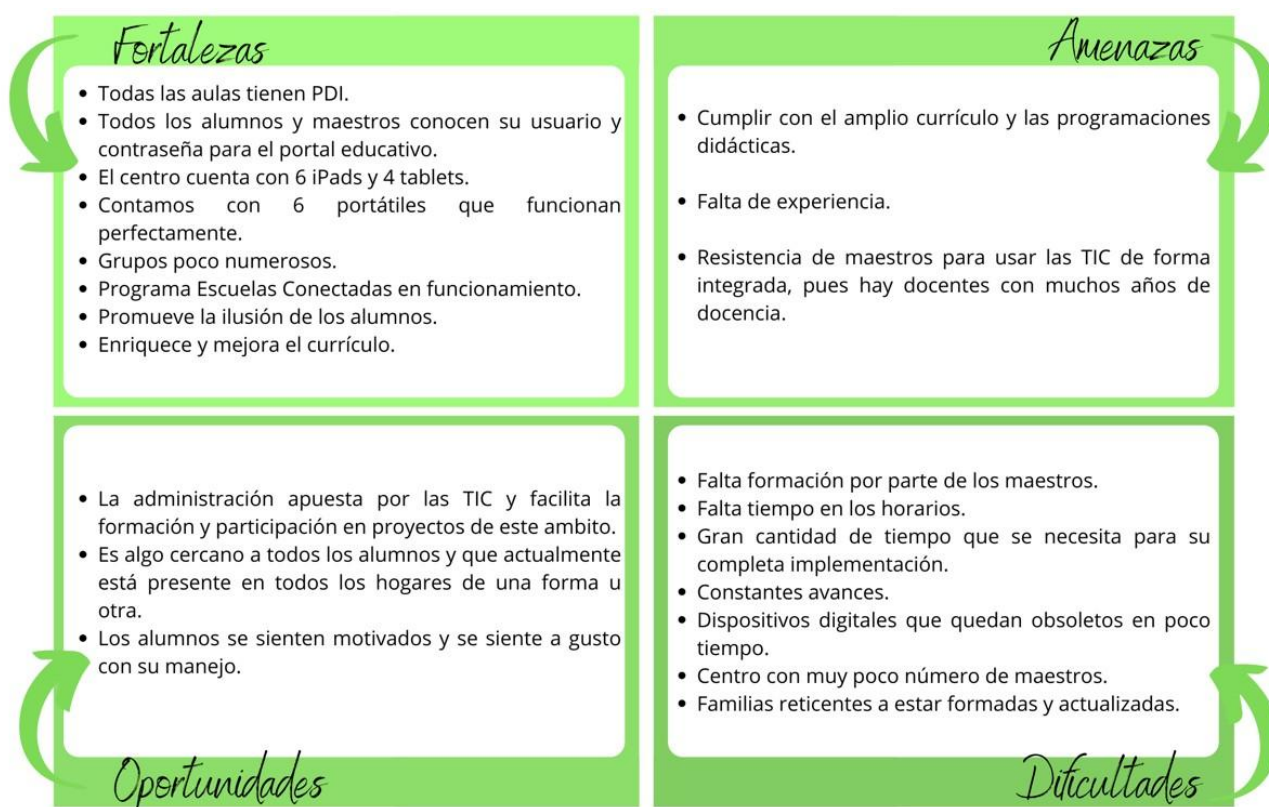 Fortalezas
• Todas las aulas tienen PDI.
• Todos los alumnos y maestros conocen su usuario y
contraseña para el portal educativo.
• El centro cuenta con 6 iPads y 4 tablets.
• Contamos con 6 portátiles que funcionan
perfectamente.
• Grupos poco numerosos.
• Programa Escuelas Conectadas en funcionamiento.
• Promueve la ilusión de los alumnos.
• Enriquece y mejora el currículo.
Amenazas
• Cumplir con el amplio currículo y las programaciones
didácticas.
• Falta de experiencia.
• Resistencia de maestros para usar las TIC de forma
integrada, pues hay docentes con muchos años de
docencia.
• La administración apuesta por las TIC y facilita la
formación y participación en proyectos de este ambito.
• Es algo cercano a todos los alumnos y que actualmente
está presente en todos los hogares de una forma u
otra.
• Los alumnos se sienten motivados y se siente a gusto
con su manejo.
Oportunidades
• Falta formación por parte de los maestros.
• Falta tiempo en los horarios.
• Gran cantidad de tiempo que se necesita para su
completa implementación.
• Constantes avances.
• Dispositivos digitales que quedan obsoletos en poco
tiempo.
• Centro con muy poco número de maestros.
• Familias reticentes a estar formadas y actualizadas.
Dificultades